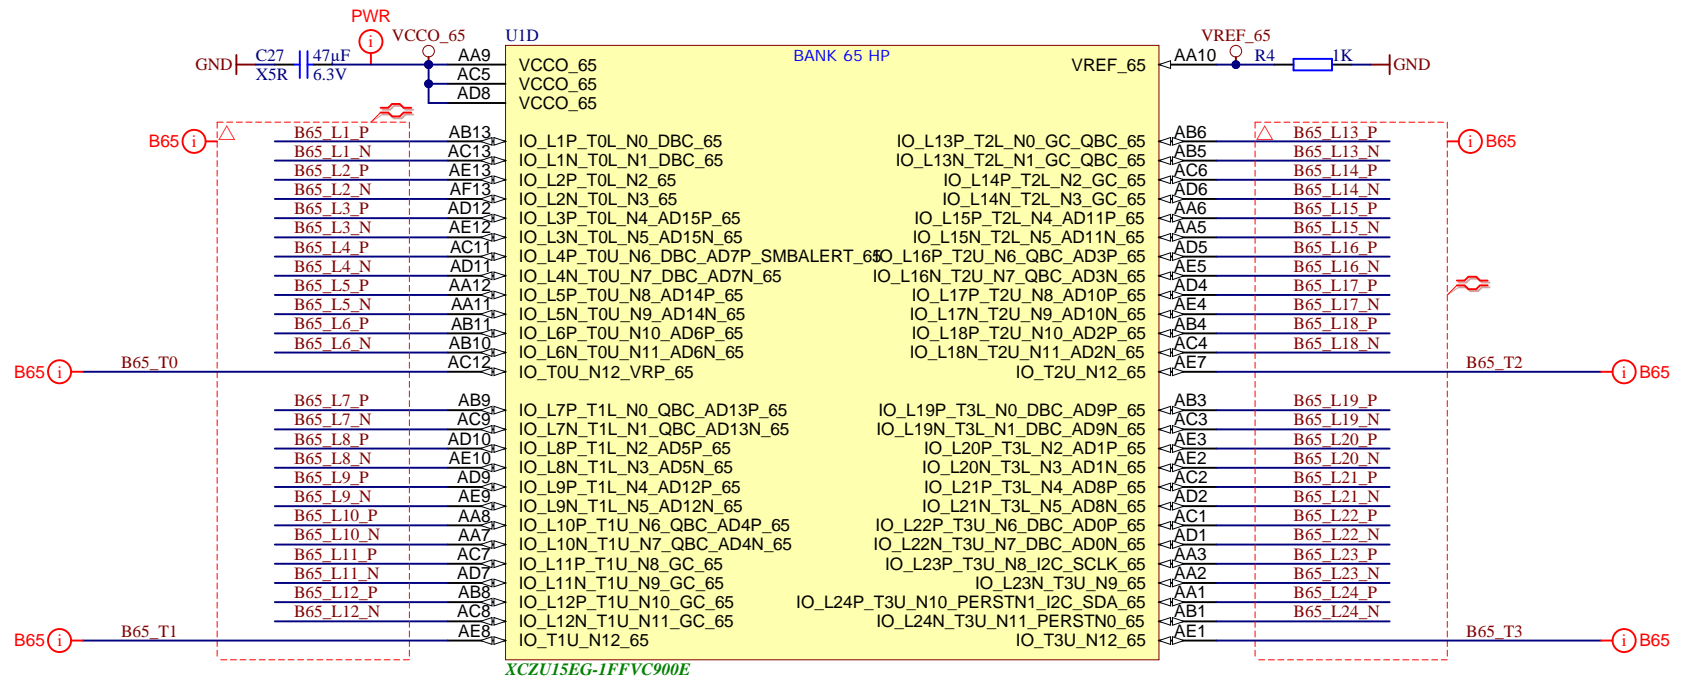 PWR
VCCO_65
U1D
VREF_65
GND
C27
47µF
X5R
6.3V
AA9
VCCO_65
BANK 65 HP
VREF_65
AA10
R4
1K
GND
AC5
VCCO_65
AD8
VCCO_65
B65 i
B65_L1_P AB13 IO_L1P_T0L_N0_DBC_65 IO_L13P_T2L_N0_GC_QBC_65 AB6 B65_L13_P
i B65
B65_L1_N AC13 IO_L1N_T0L_N1_DBC_65 IO_L13N_T2L_N1_GC_QBC_65 AB5 B65_L13_N
B65_L2_P AE13 IO_L2P_T0L_N2_65 IO_L14P_T2L_N2_GC_65 AC6 B65_L14_P
B65_L2_N AF13 IO_L2N_T0L_N3_65 IO_L14N_T2L_N3_GC_65 AD6 B65_L14_N
B65_L3_P AD12 IO_L3P_T0L_N4_AD15P_65 IO_L15P_T2L_N4_AD11P_65 AA6 B65_L15_P
B65_L3_N AE12 IO_L3N_T0L_N5_AD15N_65 IO_L15N_T2L_N5_AD11N_65 AA5 B65_L15_N
B65_L4_P AC11 IO_L4P_T0U_N6_DBC_AD7P_SMBALERT_65 IO_L16P_T2U_N6_QBC_AD3P_65 AD5 B65_L16_P
B65_L4_N AD11 IO_L4N_T0U_N7_DBC_AD7N_65 IO_L16N_T2U_N7_QBC_AD3N_65 AE5 B65_L16_N
B65_L5_P AA12 IO_L5P_T0U_N8_AD14P_65 IO_L17P_T2U_N8_AD10P_65 AD4 B65_L17_P
B65_L5_N AA11 IO_L5N_T0U_N9_AD14N_65 IO_L17N_T2U_N9_AD10N_65 AE4 B65_L17_N
B65_L6_P AB11 IO_L6P_T0U_N10_AD6P_65 IO_L18P_T2U_N10_AD2P_65 AB4 B65_L18_P
B65_L6_N AB10 IO_L6N_T0U_N11_AD6N_65 IO_L18N_T2U_N11_AD2N_65 AC4 B65_L18_N
B65 i B65_T0 AC12 IO_T0U_N12_VRP_65 IO_T2U_N12_65 AE7 B65_T2 i B65
B65_L7_P AB9 IO_L7P_T1L_N0_QBC_AD13P_65 IO_L19P_T3L_N0_DBC_AD9P_65 AB3 B65_L19_P
B65_L7_N AC9 IO_L7N_T1L_N1_QBC_AD13N_65 IO_L19N_T3L_N1_DBC_AD9N_65 AC3 B65_L19_N
B65_L8_P AD10 IO_L8P_T1L_N2_AD5P_65 IO_L20P_T3L_N2_AD1P_65 AE3 B65_L20_P
B65_L8_N AE10 IO_L8N_T1L_N3_AD5N_65 IO_L20N_T3L_N3_AD1N_65 AE2 B65_L20_N
B65_L9_P AD9 IO_L9P_T1L_N4_AD12P_65 IO_L21P_T3L_N4_AD8P_65 AC2 B65_L21_P
B65_L9_N AE9 IO_L9N_T1L_N5_AD12N_65 IO_L21N_T3L_N5_AD8N_65 AD2 B65_L21_N
B65_L10_P AA8 IO_L10P_T1U_N6_QBC_AD4P_65 IO_L22P_T3U_N6_DBC_AD0P_65 AC1 B65_L22_P
B65_L10_N AA7 IO_L10N_T1U_N7_QBC_AD4N_65 IO_L22N_T3U_N7_DBC_AD0N_65 AD1 B65_L22_N
B65_L11_P AC7 IO_L11P_T1U_N8_GC_65 IO_L23P_T3U_N8_I2C_SCLK_65 AA3 B65_L23_P
B65_L11_N AD7 IO_L11N_T1U_N9_GC_65 IO_L23N_T3U_N9_65 AA2 B65_L23_N
B65_L12_P AB8 IO_L12P_T1U_N10_GC_65 IO_L24P_T3U_N10_PERSTN1_I2C_SDA_65 AA1 B65_L24_P
B65_L12_N AC8 IO_L12N_T1U_N11_GC_65 IO_L24N_T3U_N11_PERSTN0_65 AB1 B65_L24_N
B65 i B65_T1 AE8 IO_T1U_N12_65 IO_T3U_N12_65 AE1 B65_T3 i B65
XCZU15EG-1FFVC900E